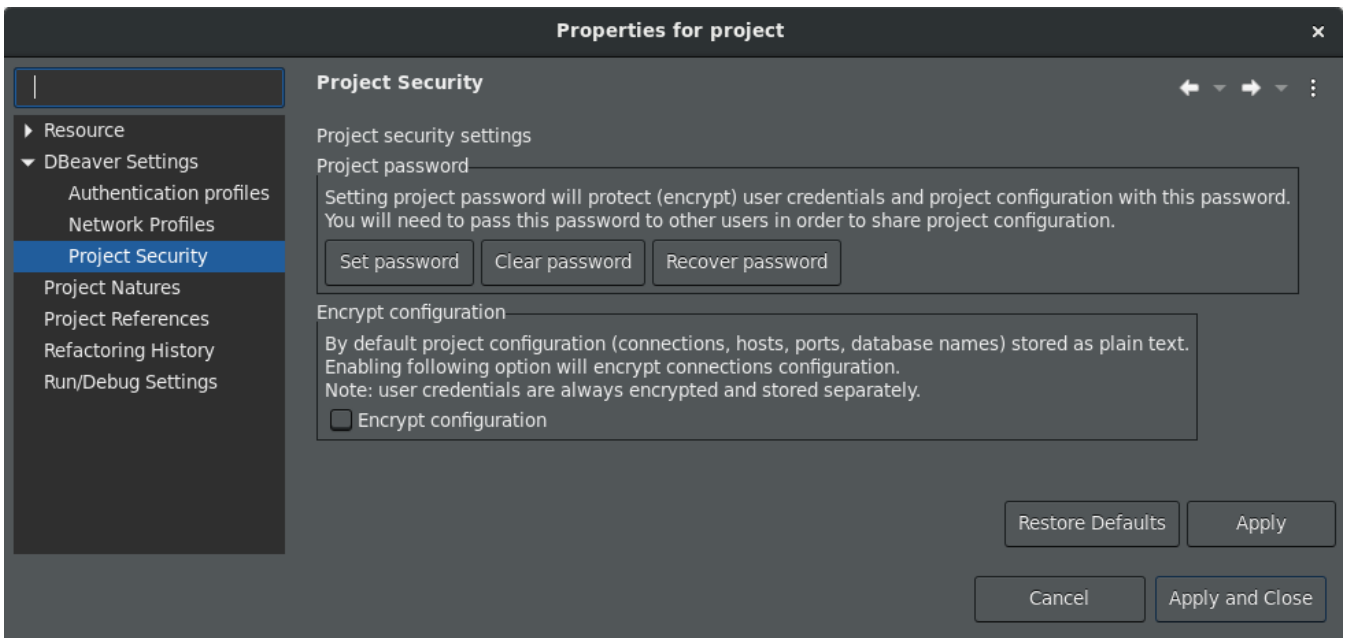 Properties for project
Project Security
Resource
DBeaver Settings
Authentication profiles
Network Profiles
Project Security
Project Natures
Project References
Refactoring History
Run/Debug Settings
Project security settings
Project password
Setting project password will protect (encrypt) user credentials and project configuration with this password.
You will need to pass this password to other users in order to share project configuration.
Set password
Clear password
Recover password
Encrypt configuration
By default project configuration (connections, hosts, ports, database names) stored as plain text.
Enabling following option will encrypt connections configuration.
Note: user credentials are always encrypted and stored separately.
Encrypt configuration
Restore Defaults
Apply
Cancel
Apply and Close